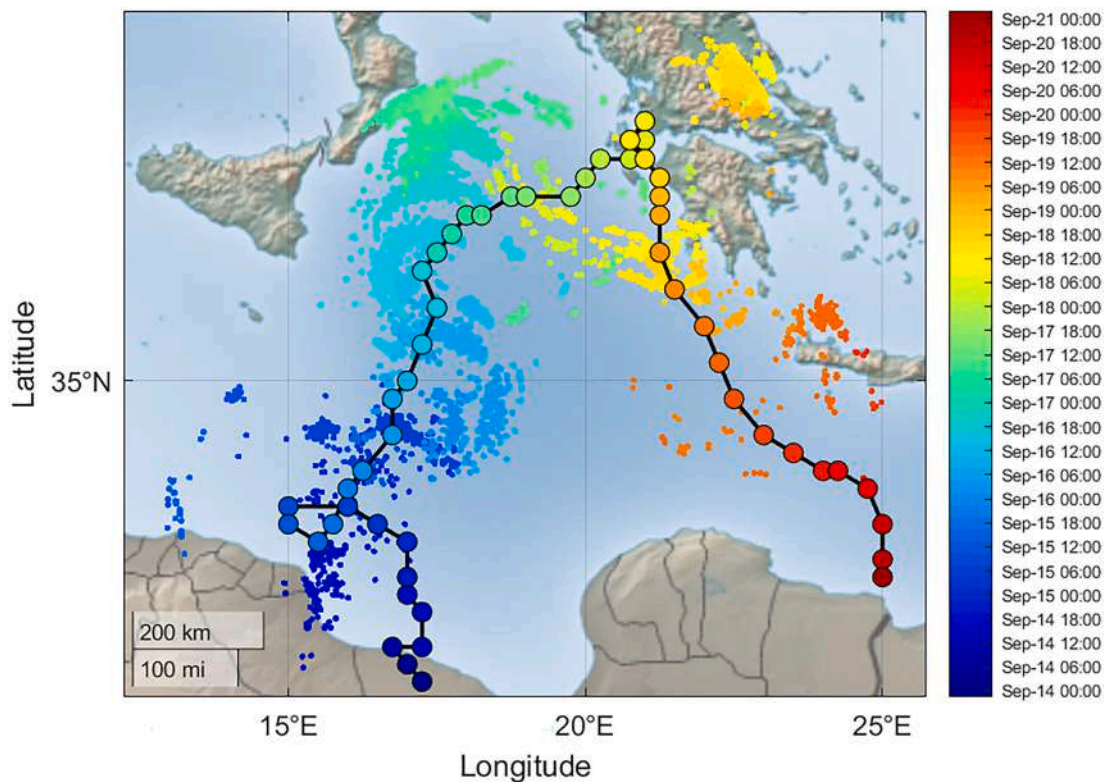 Latitude
35°N
200 km
100 mi
15°E
20°E
25°E
Longitude
Sep-21 00:00
Sep-20 18:00
Sep-20 12:00
Sep-20 06:00
Sep-20 00:00
Sep-19 18:00
Sep-19 12:00
Sep-19 06:00
Sep-19 00:00
Sep-18 18:00
Sep-18 12:00
Sep-18 06:00
Sep-18 00:00
Sep-17 18:00
Sep-17 12:00
Sep-17 06:00
Sep-17 00:00
Sep-16 18:00
Sep-16 12:00
Sep-16 06:00
Sep-16 00:00
Sep-15 18:00
Sep-15 12:00
Sep-15 06:00
Sep-15 00:00
Sep-14 18:00
Sep-14 12:00
Sep-14 06:00
Sep-14 00:00